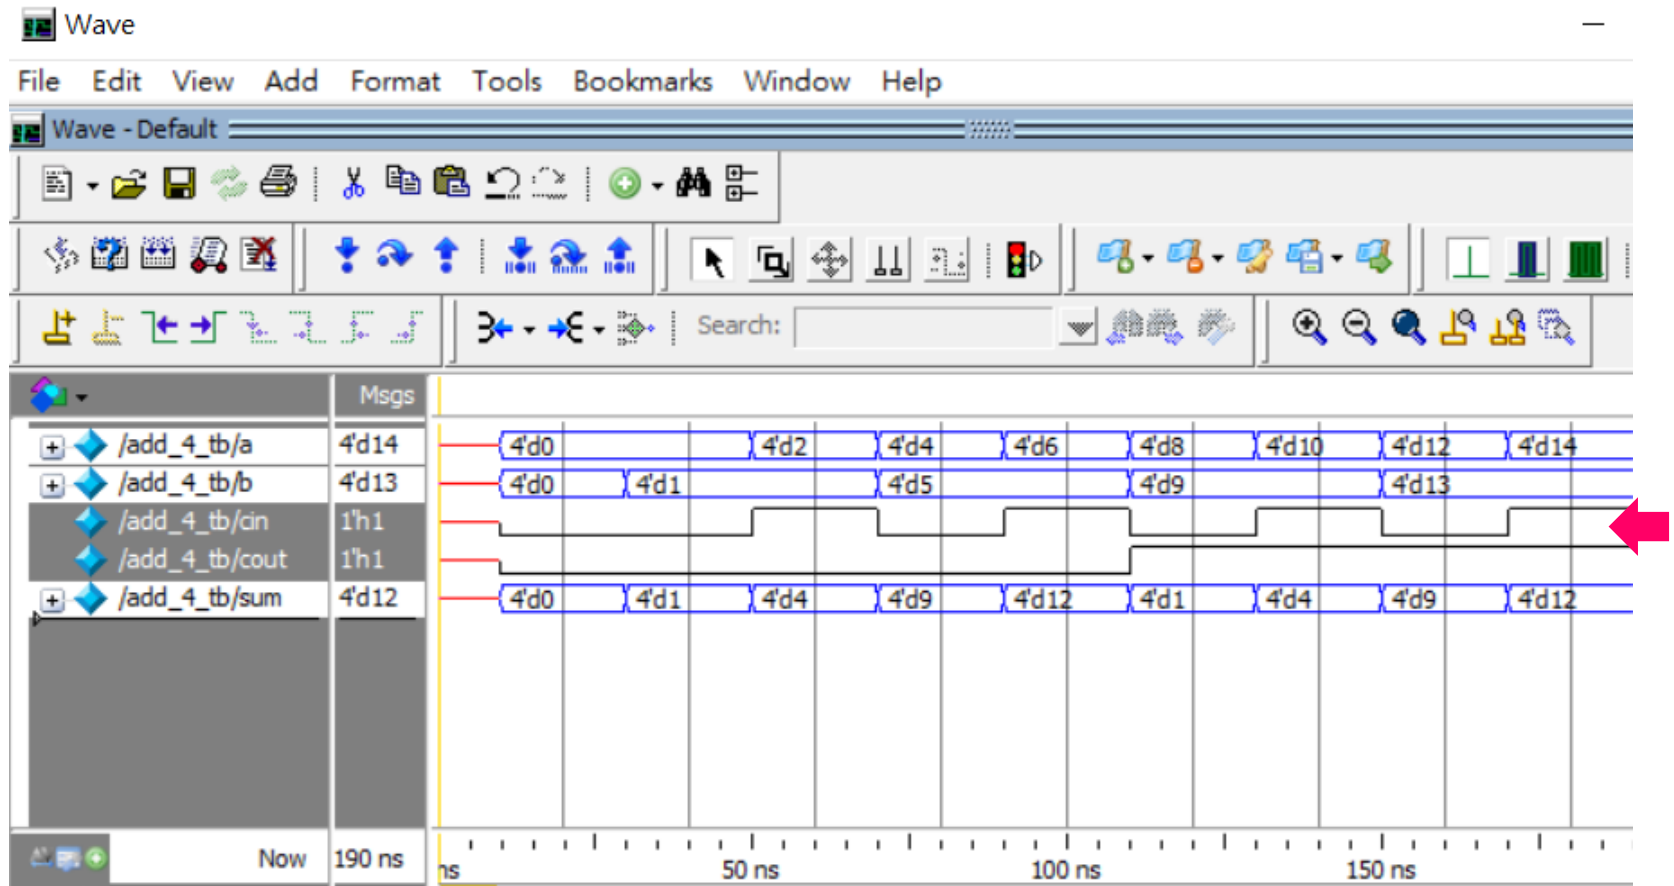 Wave
File Edit View Add Format Tools Bookmarks Window Help
Wave - Default
Search:
Msgs
/add_4_tb/a 4'd14 4'd0 4'd2 4'd4 4'd6 4'd8 4'd10 4'd12 4'd14
/add_4_tb/b 4'd13 4'd0 4'd1 4'd5 4'd9 4'd13
/add_4_tb/cin 1'h1
/add_4_tb/cout 1'h1
/add_4_tb/sum 4'd12 4'd0 4'd1 4'd4 4'd9 4'd12 4'd1 4'd4 4'd9 4'd12
Now 190 ns ns 50 ns 100 ns 150 ns